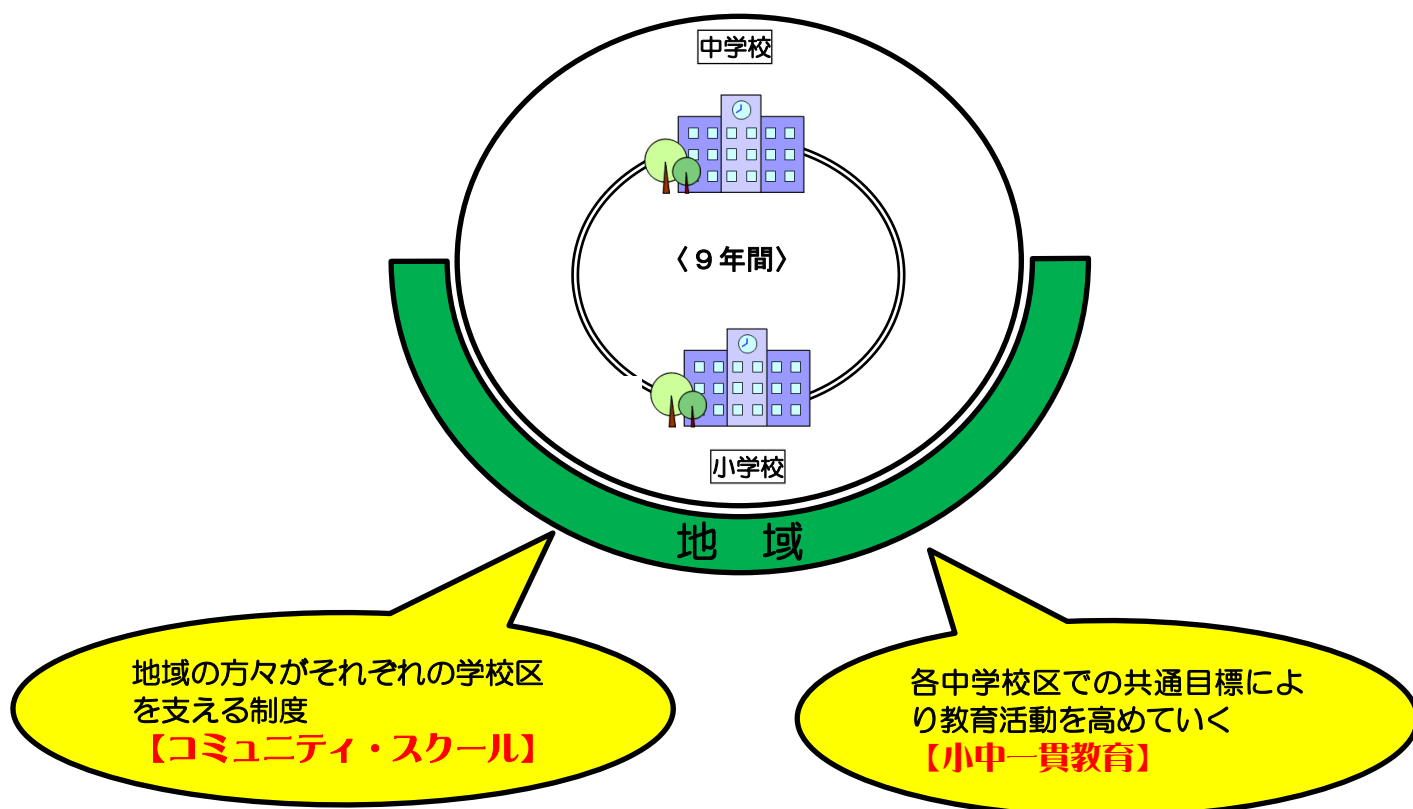 中学校
〈９年間〉
小学校
地　域
地域の方々がそれぞれの学校区
を支える制度
【コミュニティ・スクール】
各中学校区での共通目標によ
り教育活動を高めていく
【小中一貫教育】